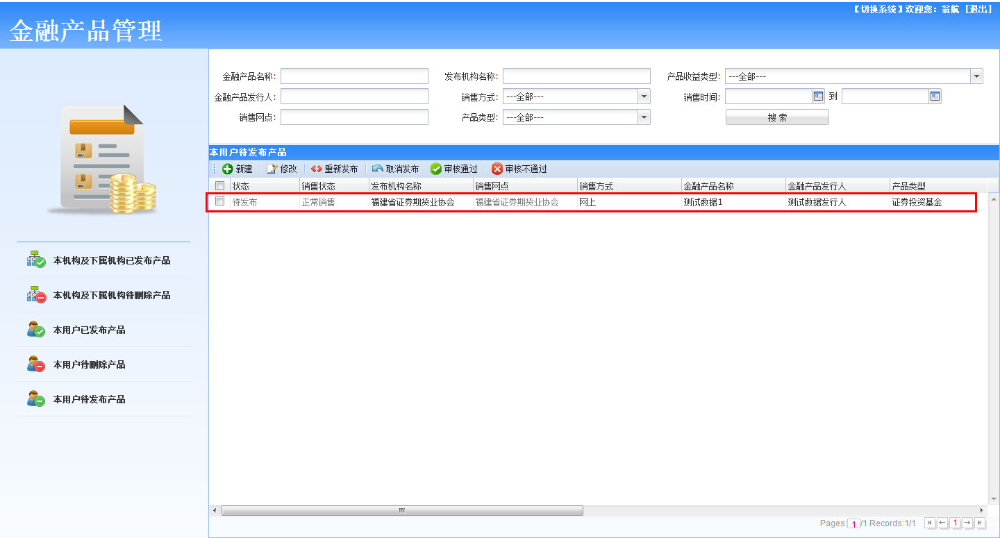 【切换系统】欢迎您：翁航 [退出]
金融产品管理
金融产品名称： 发布机构名称： 产品收益类型： ---全部---
金融产品发行人： 销售方式： ---全部--- 销售时间： 到
销售网点： 产品类型： ---全部--- 搜 索
本用户待发布产品
新建 修改 重新发布 取消发布 审核通过 审核不通过
状态 销售状态 发布机构名称 销售网点 销售方式 金融产品名称 金融产品发行人 产品类型
待发布 正常销售 福建省证券期货业协会 福建省证券期货业协会 网上 测试数据1 测试数据发行人 证券投资基金
本机构及下属机构已发布产品
本机构及下属机构待删除产品
本用户已发布产品
本用户待删除产品
本用户待发布产品
Pages: 1 /1 Records:1/1 1